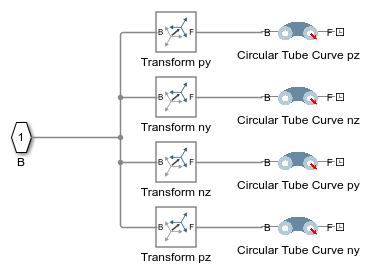 B F B F
Transform py Circular Tube Curve pz
B F B F
Transform ny Circular Tube Curve nz
1
B
B F B F
Transform nz Circular Tube Curve py
B F B F
Transform pz Circular Tube Curve ny